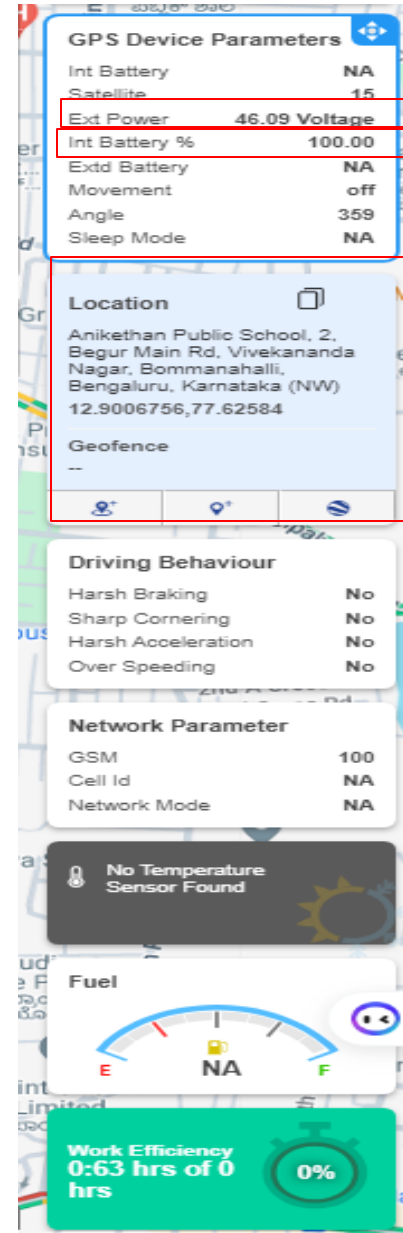 GPS Device Parameters
Int Battery NA
Satellite 15
Ext Power 46.09 Voltage
Int Battery % 100.00
Extd Battery NA
Movement off
Angle 359
Sleep Mode NA
Location
Anikethan Public School, 2,
Begur Main Rd, Vivekananda
Nagar, Bommanahalli,
Bengaluru, Karnataka (NW)
12.9006756,77.62584
Geofence
--
Driving Behaviour
Harsh Braking No
Sharp Cornering No
Harsh Acceleration No
Over Speeding No
Network Parameter
GSM 100
Cell Id NA
Network Mode NA
No Temperature
Sensor Found
Fuel
E NA F
Work Efficiency
0:63 hrs of 0
hrs
0%